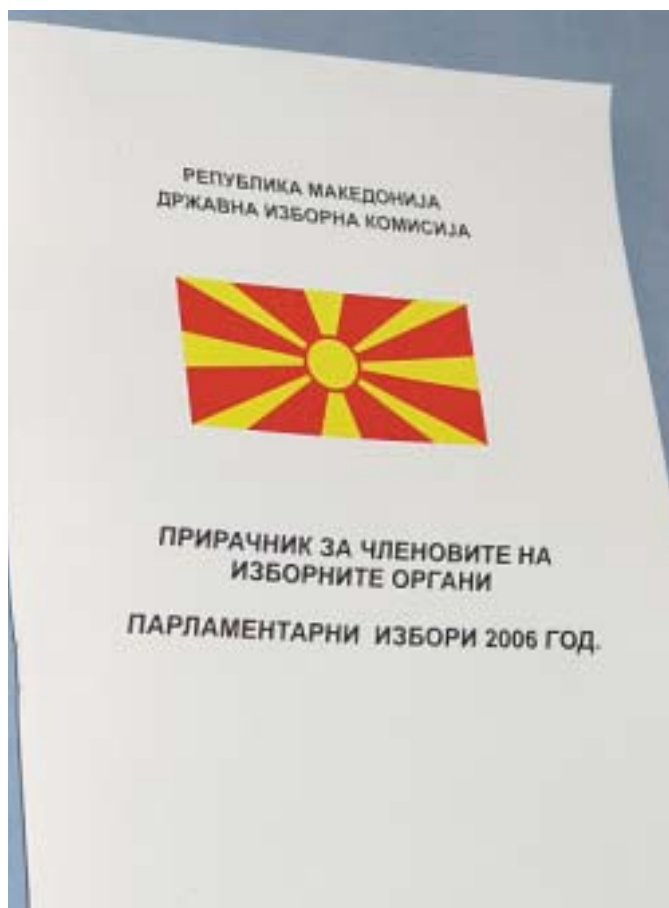 РЕПУБЛИКА МАКЕДОНИЈА
ДРЖАВНА ИЗБОРНА КОМИСИЈА
ПРИРАЧНИК ЗА ЧЛЕНОВИТЕ НА
ИЗБОРНИТЕ ОРГАНИ
ПАРЛАМЕНТАРНИ ИЗБОРИ 2006 ГОД.